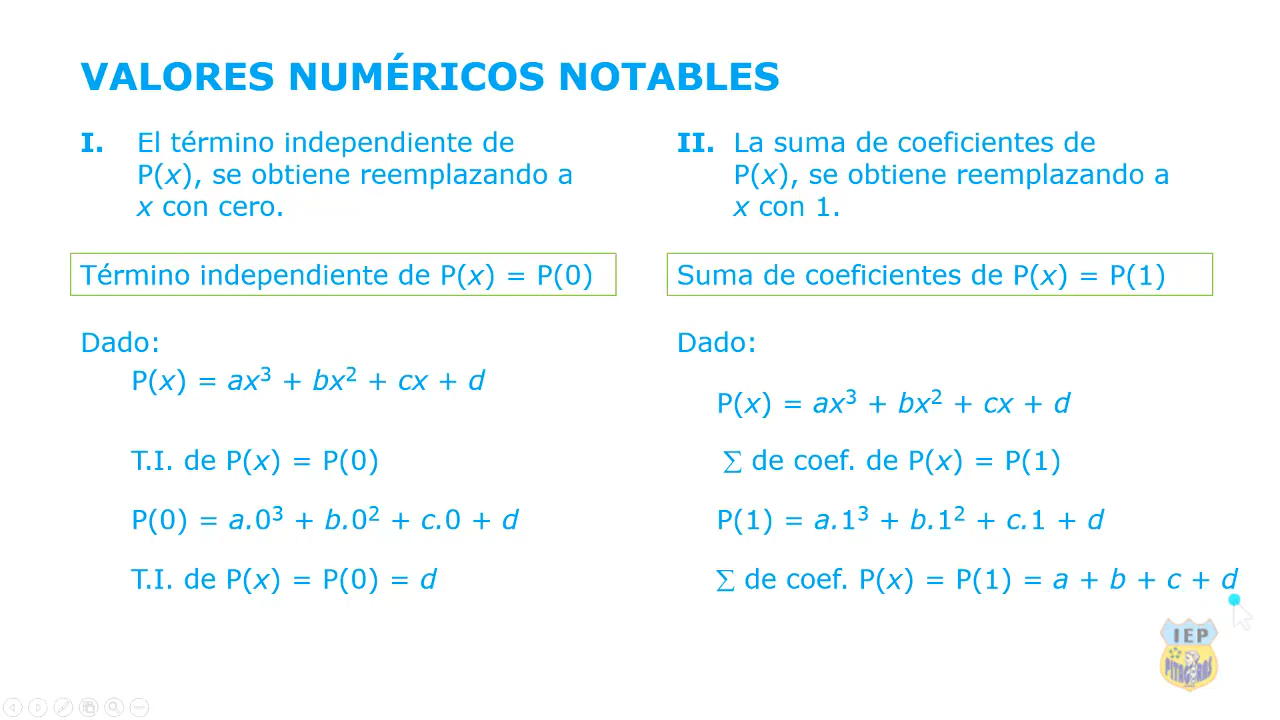 VALORES NUMÉRICOS NOTABLES
I. El término independiente de
P(x), se obtiene reemplazando a
x con cero.
Término independiente de P(x) = P(0)
Dado:
P(x) = ax³ + bx² + cx + d
T.I. de P(x) = P(0)
P(0) = a.0³ + b.0² + c.0 + d
T.I. de P(x) = P(0) = d
II. La suma de coeficientes de
P(x), se obtiene reemplazando a
x con 1.
Suma de coeficientes de P(x) = P(1)
Dado:
P(x) = ax³ + bx² + cx + d
∑ de coef. de P(x) = P(1)
P(1) = a.1³ + b.1² + c.1 + d
∑ de coef. P(x) = P(1) = a + b + c + d
IEP
PITAGORAS